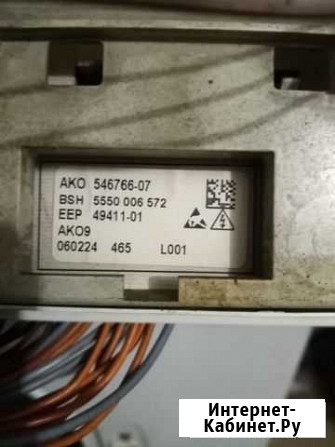 AKO 546766-07
BSH 5550 006 572
EEP 49411-01
AKO9
060224 465 L001
Интернет-
Кабинет.Ру